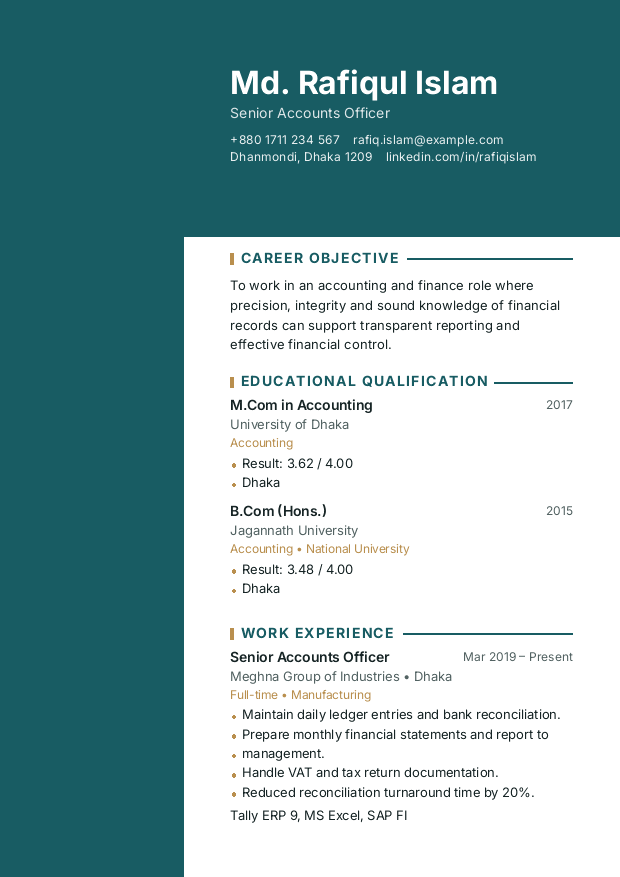 Md. Rafiqul Islam
Senior Accounts Officer
+880 1711 234 567 rafiq.islam@example.com
Dhanmondi, Dhaka 1209 linkedin.com/in/rafiqislam
CAREER OBJECTIVE
To work in an accounting and finance role where
precision, integrity and sound knowledge of financial
records can support transparent reporting and
effective financial control.
EDUCATIONAL QUALIFICATION
M.Com in Accounting 2017
University of Dhaka
Accounting
• Result: 3.62 / 4.00
• Dhaka
B.Com (Hons.) 2015
Jagannath University
Accounting • National University
• Result: 3.48 / 4.00
• Dhaka
WORK EXPERIENCE
Senior Accounts Officer Mar 2019 – Present
Meghna Group of Industries • Dhaka
Full-time • Manufacturing
• Maintain daily ledger entries and bank reconciliation.
• Prepare monthly financial statements and report to
• management.
• Handle VAT and tax return documentation.
• Reduced reconciliation turnaround time by 20%.
Tally ERP 9, MS Excel, SAP FI